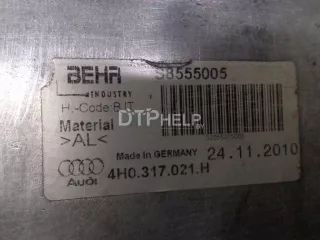 BEHR S8555005
INDUSTRY
H.-Code:BJT
Material
DTPHELP
>AL<
Made in GERMANY 24.11.2010
Audi 4H0.317.021.H